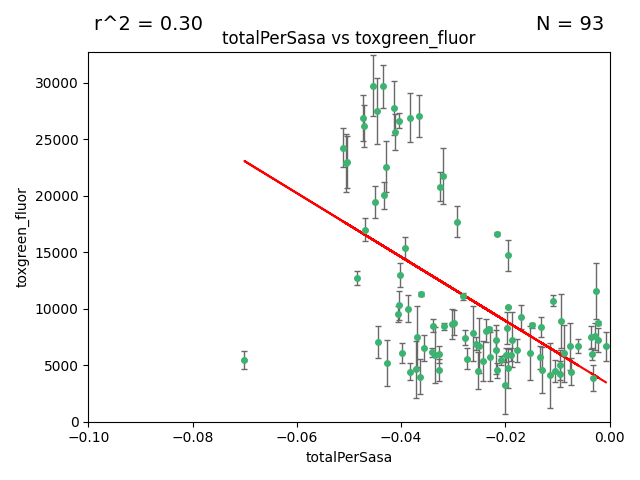 r^2 = 0.30
N = 93
totalPerSasa vs toxgreen_fluor
30000
25000
20000
15000
10000
5000
0
toxgreen_fluor
−0.10
−0.08
−0.06
−0.04
−0.02
0.00
totalPerSasa